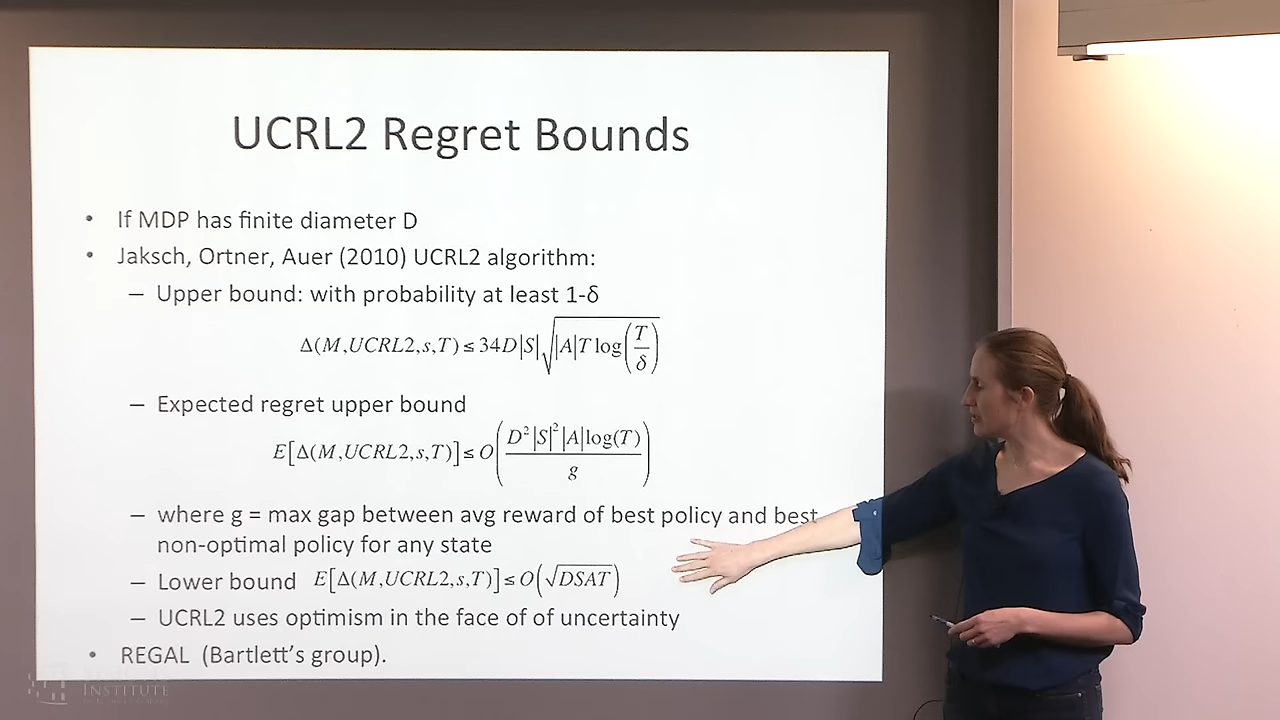 UCRL2 Regret Bounds
• If MDP has finite diameter D
• Jaksch, Ortner, Auer (2010) UCRL2 algorithm:
– Upper bound: with probability at least 1-δ
Δ(M,UCRL2,s,T) ≤ 34D|S|√(|A|T log(T/δ))
– Expected regret upper bound
E[Δ(M,UCRL2,s,T)] ≤ O(D²|S|²|A|log(T)/g)
– where g = max gap between avg reward of best policy and best
non-optimal policy for any state
– Lower bound E[Δ(M,UCRL2,s,T)] ≤ O(√DSAT)
– UCRL2 uses optimism in the face of of uncertainty
• REGAL (Bartlett's group).
INSTITUTE